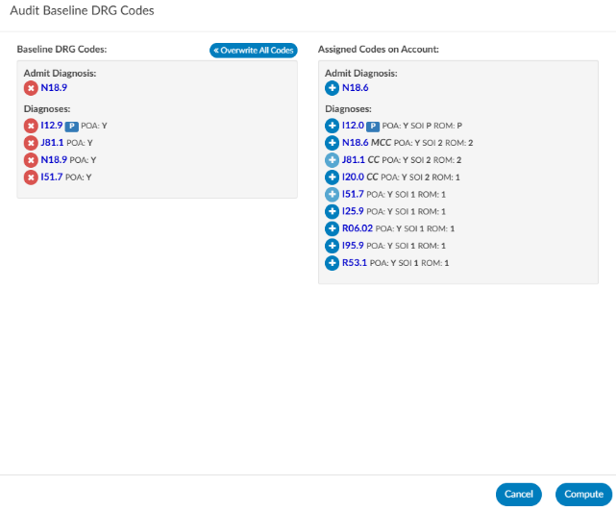 Audit Baseline DRG Codes
Baseline DRG Codes:
« Overwrite All Codes
Admit Diagnosis:
N18.9
Diagnoses:
I12.9 P POA: Y
J81.1 POA: Y
N18.9 POA: Y
I51.7 POA: Y
Assigned Codes on Account:
Admit Diagnosis:
N18.6
Diagnoses:
I12.0 P POA: Y SOI P ROM: P
N18.6 MCC POA: Y SOI 2 ROM: 2
J81.1 CC POA: Y SOI 2 ROM: 2
I20.0 CC POA: Y SOI 2 ROM: 1
I51.7 POA: Y SOI 1 ROM: 1
I25.9 POA: Y SOI 1 ROM: 1
R06.02 POA: Y SOI 1 ROM: 1
I95.9 POA: Y SOI 1 ROM: 1
R53.1 POA: Y SOI 1 ROM: 1
Cancel
Compute